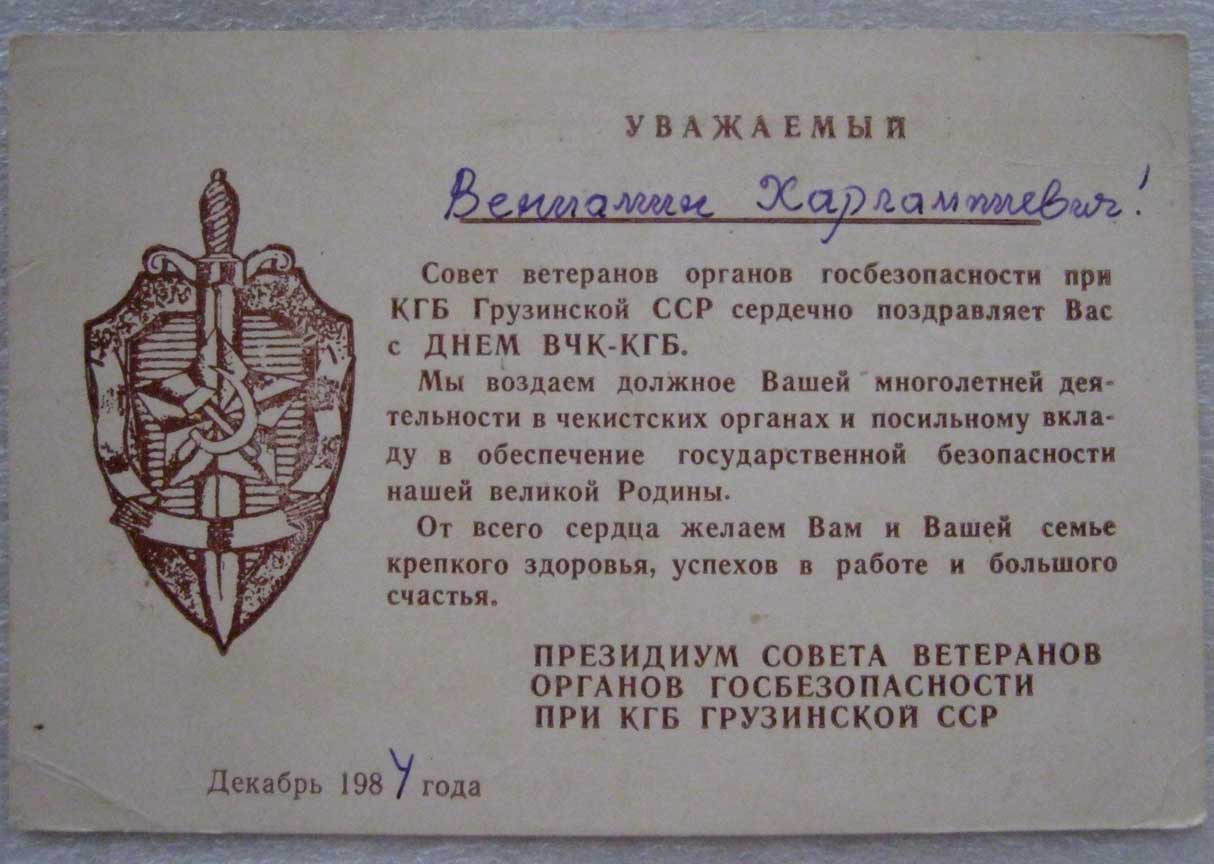 УВАЖАЕМЫЙ
Вениамин Харлампиевич!
Совет ветеранов органов госбезопасности при
КГБ Грузинской ССР сердечно поздравляет Вас
с ДНЕМ ВЧК-КГБ.
Мы воздаем должное Вашей многолетней дея-
тельности в чекистских органах и посильному вкла-
ду в обеспечение государственной безопасности
нашей великой Родины.
От всего сердца желаем Вам и Вашей семье
крепкого здоровья, успехов в работе и большого
счастья.
ПРЕЗИДИУМ СОВЕТА ВЕТЕРАНОВ
ОРГАНОВ ГОСБЕЗОПАСНОСТИ
ПРИ КГБ ГРУЗИНСКОЙ ССР
Декабрь 1984 года